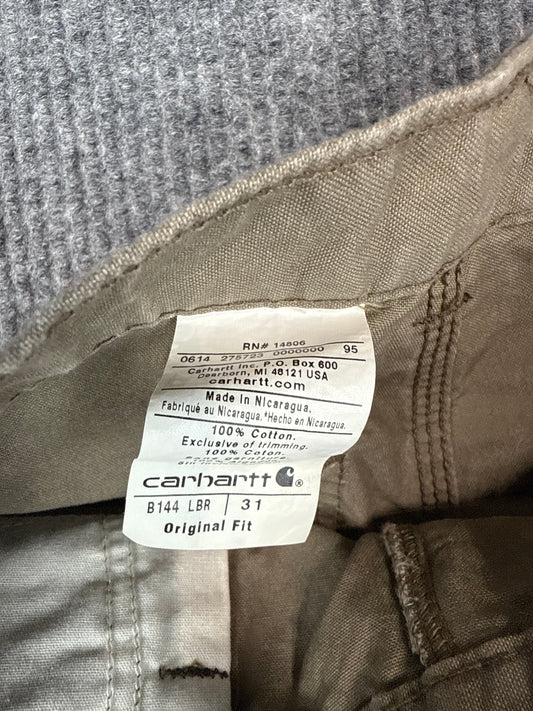 RN# 14806
0614 275723 0000000 95
Carhartt Inc. P.O. Box 600
Dearborn, MI 48121 USA
carhartt.com
Made in Nicaragua.
Fabriqué au Nicaragua.*Hecho en Nicaragua.
100% Cotton.
Exclusive of trimming.
100% Coton.
Sans garniture
carhartt
B144 LBR 31
Original Fit